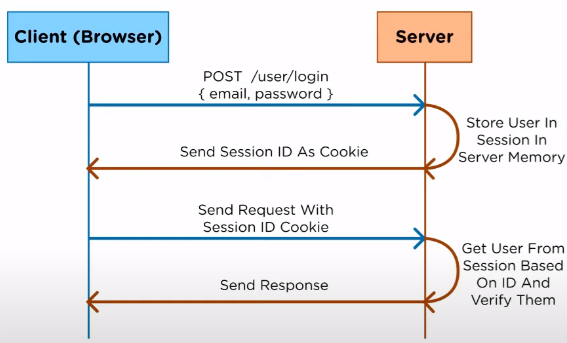 Client (Browser)
Server
POST /user/login
{ email, password }
Store User In
Session In
Server Memory
Send Session ID As Cookie
Send Request With
Session ID Cookie
Get User From
Session Based
On ID And
Verify Them
Send Response